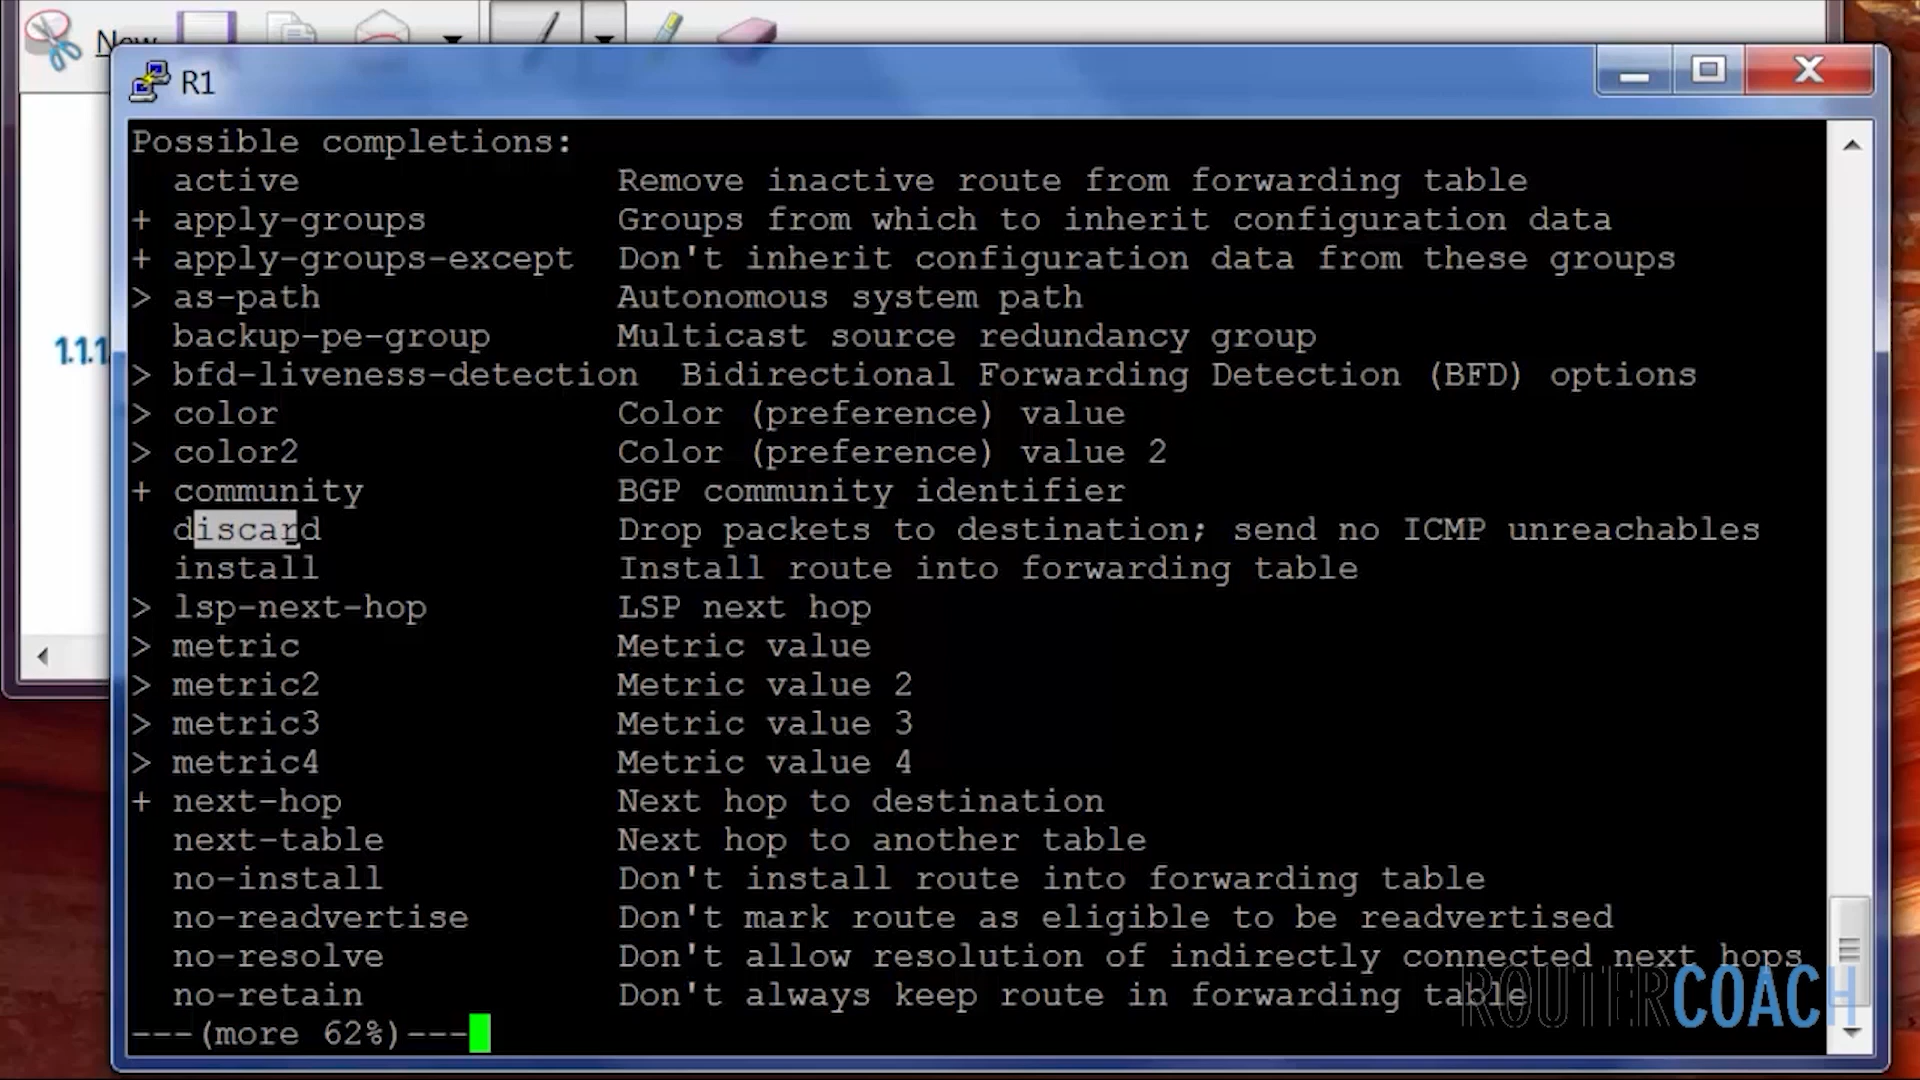 New
R1
1.1.1
Possible completions:
  active               Remove inactive route from forwarding table
+ apply-groups         Groups from which to inherit configuration data
+ apply-groups-except  Don't inherit configuration data from these groups
> as-path              Autonomous system path
  backup-pe-group      Multicast source redundancy group
> bfd-liveness-detection  Bidirectional Forwarding Detection (BFD) options
> color                Color (preference) value
> color2               Color (preference) value 2
+ community            BGP community identifier
  discard              Drop packets to destination; send no ICMP unreachables
  install              Install route into forwarding table
> lsp-next-hop         LSP next hop
> metric               Metric value
> metric2              Metric value 2
> metric3              Metric value 3
> metric4              Metric value 4
+ next-hop             Next hop to destination
  next-table           Next hop to another table
  no-install           Don't install route into forwarding table
  no-readvertise       Don't mark route as eligible to be readvertised
  no-resolve           Don't allow resolution of indirectly connected next hops
  no-retain            Don't always keep route in forwarding table
---(more 62%)---
ROUTERCOACH